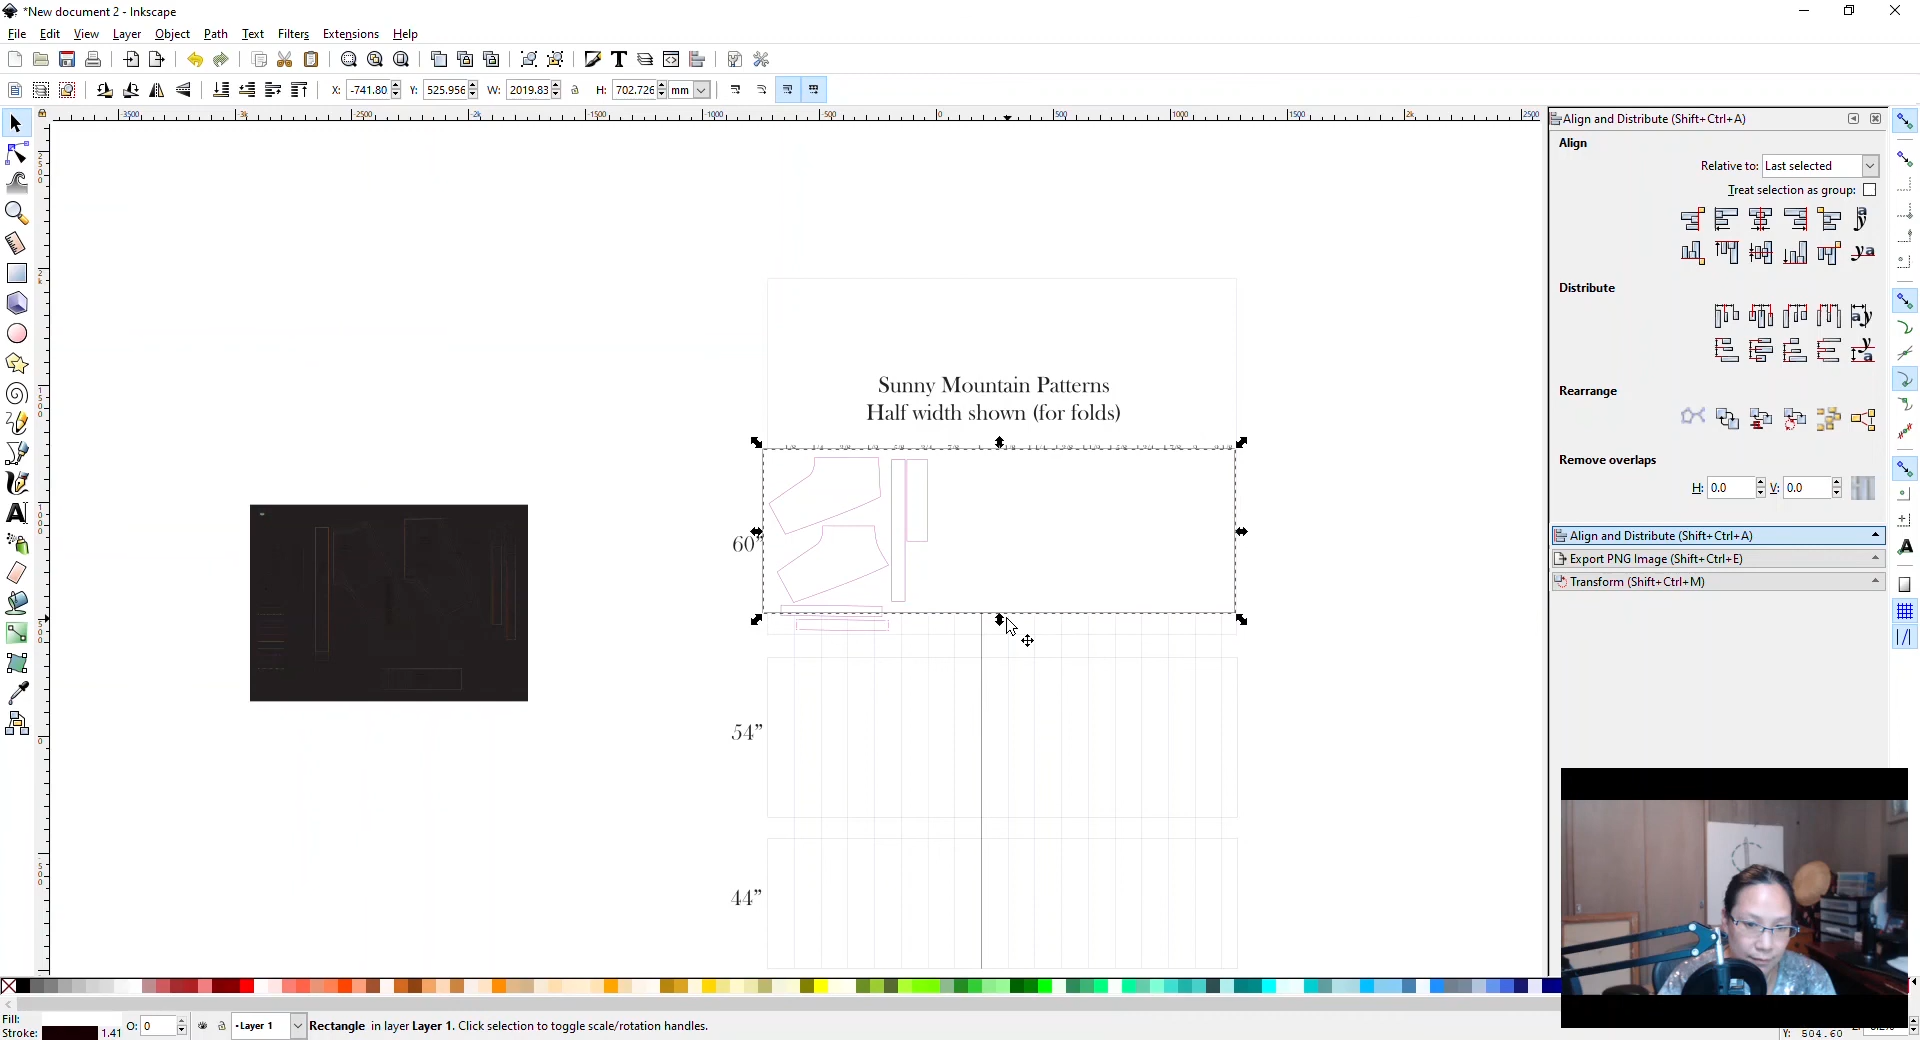 *New document 2 - Inkscape
File Edit View Layer Object Path Text Filters Extensions Help
X: -741.80 Y: 525.956 W: 2019.83 H: 702.726 mm
Align and Distribute (Shift+Ctrl+A)
Align
Relative to: Last selected
Treat selection as group:
Distribute
Rearrange
Remove overlaps
H: 0.0 V: 0.0
Align and Distribute (Shift+Ctrl+A)
Export PNG Image (Shift+Ctrl+E)
Transform (Shift+Ctrl+M)
Sunny Mountain Patterns
Half width shown (for folds)
60”
54”
44”
Fill:
Stroke: 1.41 O: 0 •Layer 1 Rectangle in layer Layer 1. Click selection to toggle scale/rotation handles.
Y: 504.60